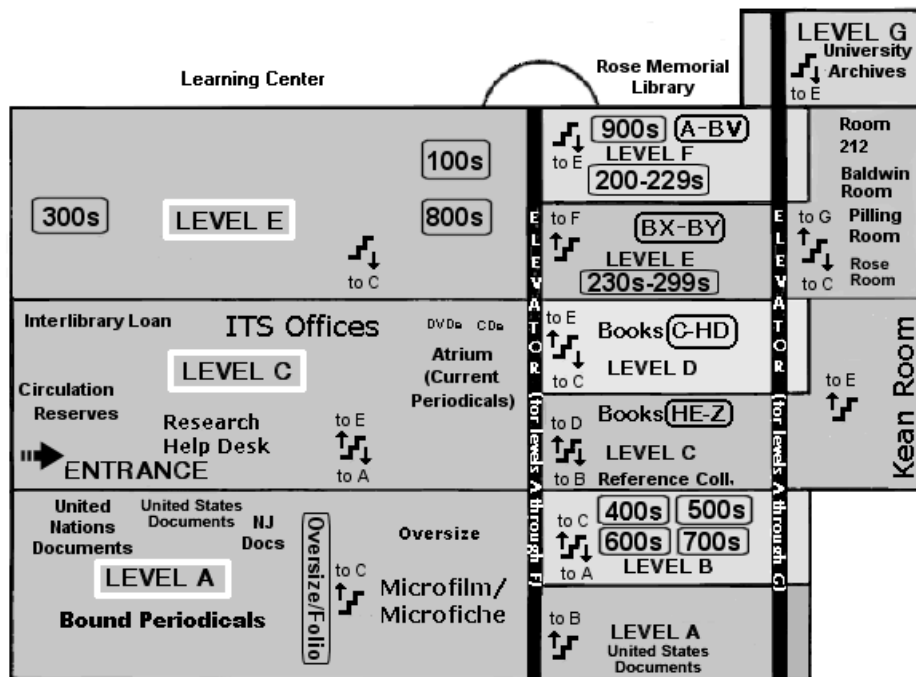 Learning Center
Rose Memorial
Library
LEVEL G
University
Archives
to E
100s
300s
LEVEL E
800s
to C
900s
A-BV
to E
LEVEL F
200-229s
to F
BX-BY
LEVEL E
230s-299s
Room
212
Baldwin
Room
to G
Pilling
Room
to C
Rose
Room
ELEVATOR (for levels A through F)
ELEVATOR (for levels A through G)
Interlibrary Loan
ITS Offices
DVDs
CDs
LEVEL C
Atrium
(Current
Periodicals)
Circulation
Reserves
Research
Help Desk
to E
to A
ENTRANCE
to E
Books
C-HD
LEVEL D
to C
Books
HE-Z
to D
LEVEL C
to B
Reference Coll.
to E
Kean Room
United
Nations
Documents
United States
Documents
NJ
Docs
Oversize/Folio
Oversize
LEVEL A
to C
Microfilm/
Microfiche
Bound Periodicals
400s
500s
to C
600s
700s
to A
LEVEL B
to B
LEVEL A
United States
Documents